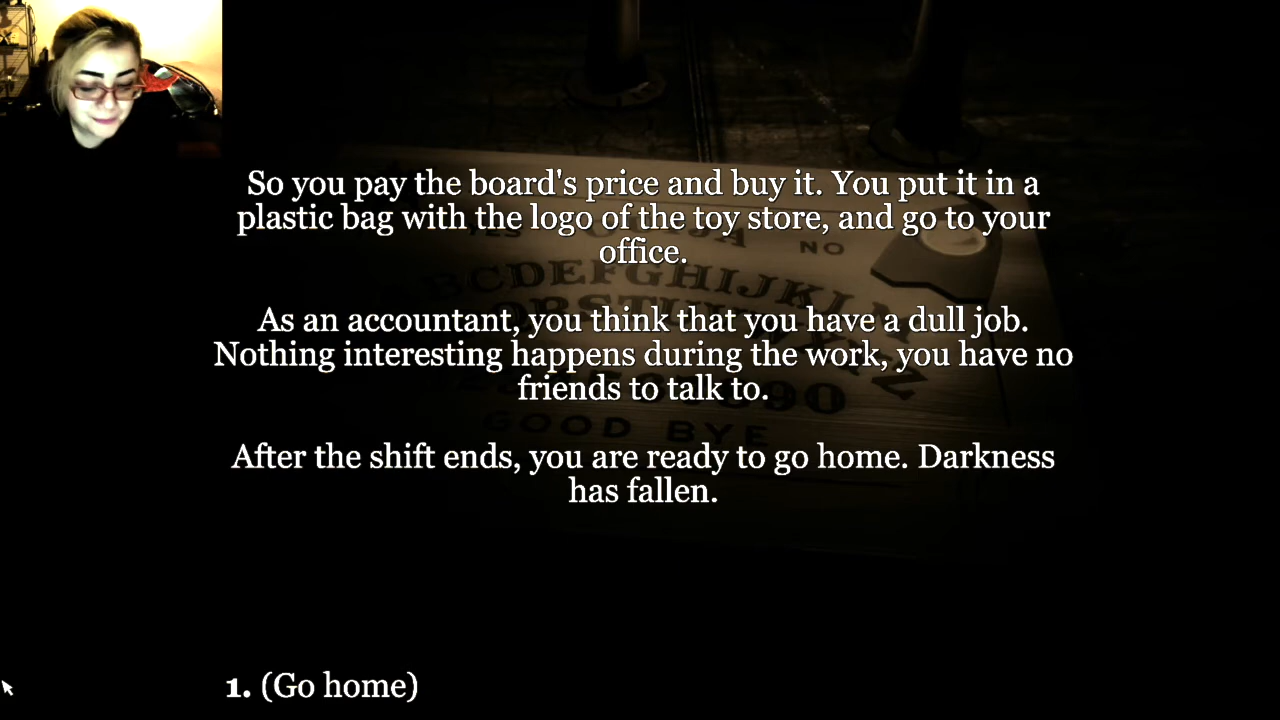 So you pay the board's price and buy it. You put it in a
plastic bag with the logo of the toy store, and go to your
office.
As an accountant, you think that you have a dull job.
Nothing interesting happens during the work, you have no
friends to talk to.
After the shift ends, you are ready to go home. Darkness
has fallen.
1. (Go home)
NO
GOOD BYE